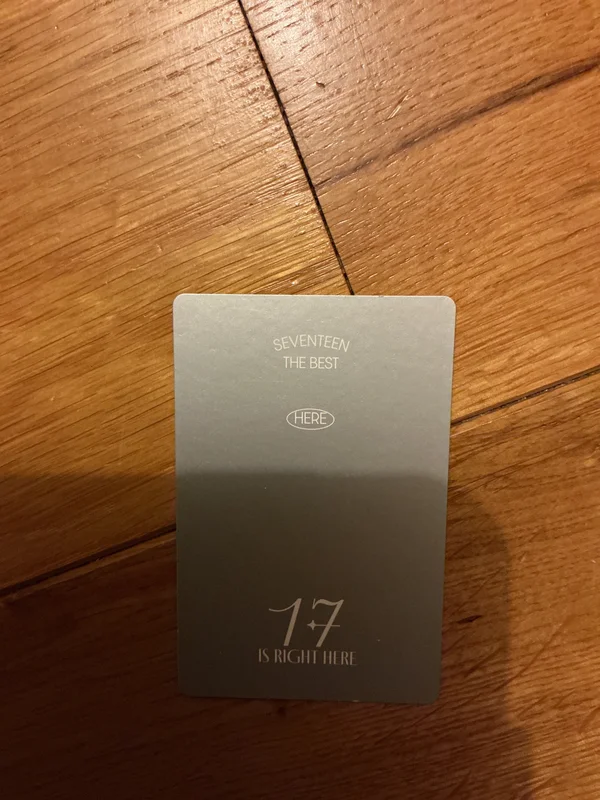 SEVENTEEN
THE BEST
HERE
17
IS RIGHT HERE